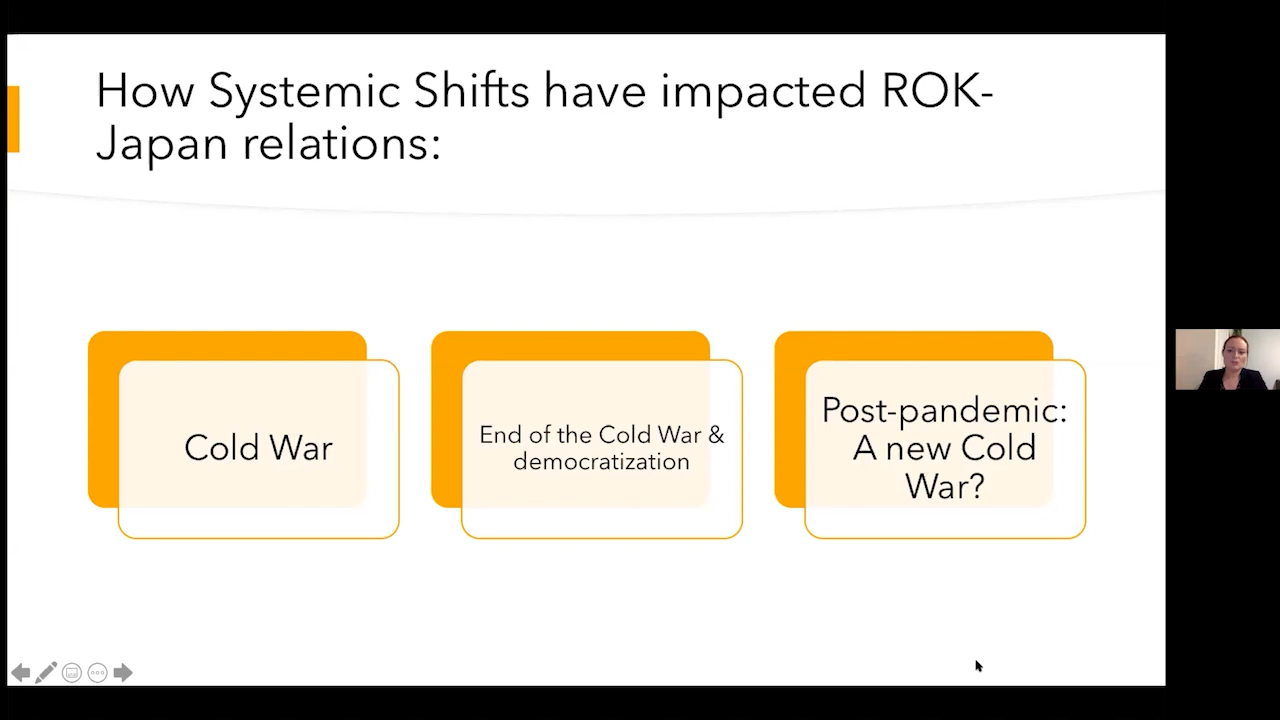 How Systemic Shifts have impacted ROK-
Japan relations:
Cold War
End of the Cold War &
democratization
Post-pandemic:
A new Cold
War?